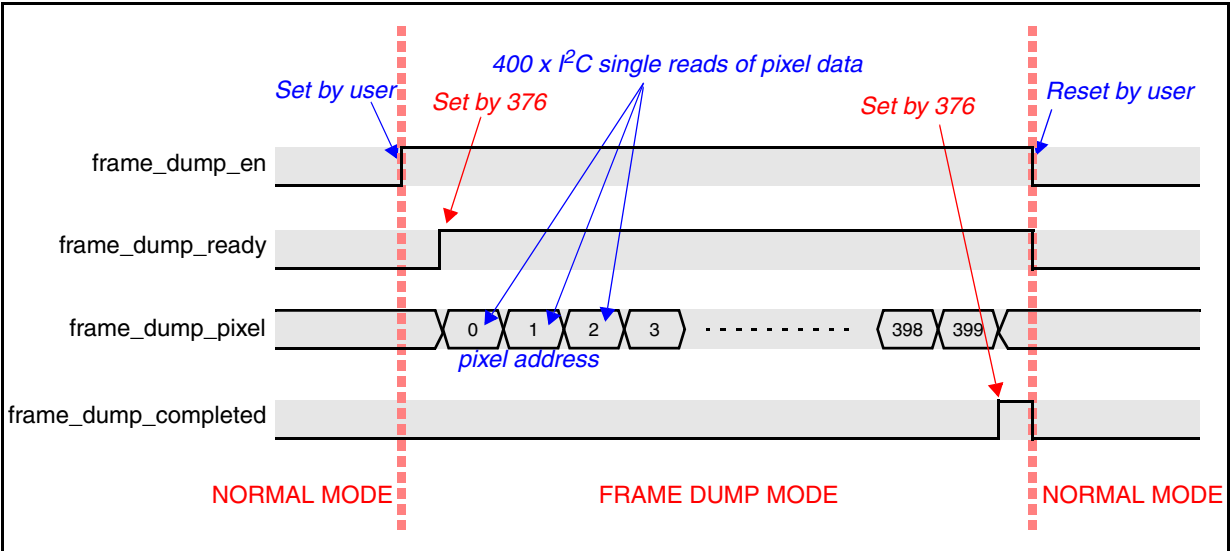 400 x I²C single reads of pixel data
Set by user
Set by 376
Set by 376
Reset by user
frame_dump_en
frame_dump_ready
frame_dump_pixel
0 1 2 3 398 399
pixel address
frame_dump_completed
NORMAL MODE FRAME DUMP MODE NORMAL MODE